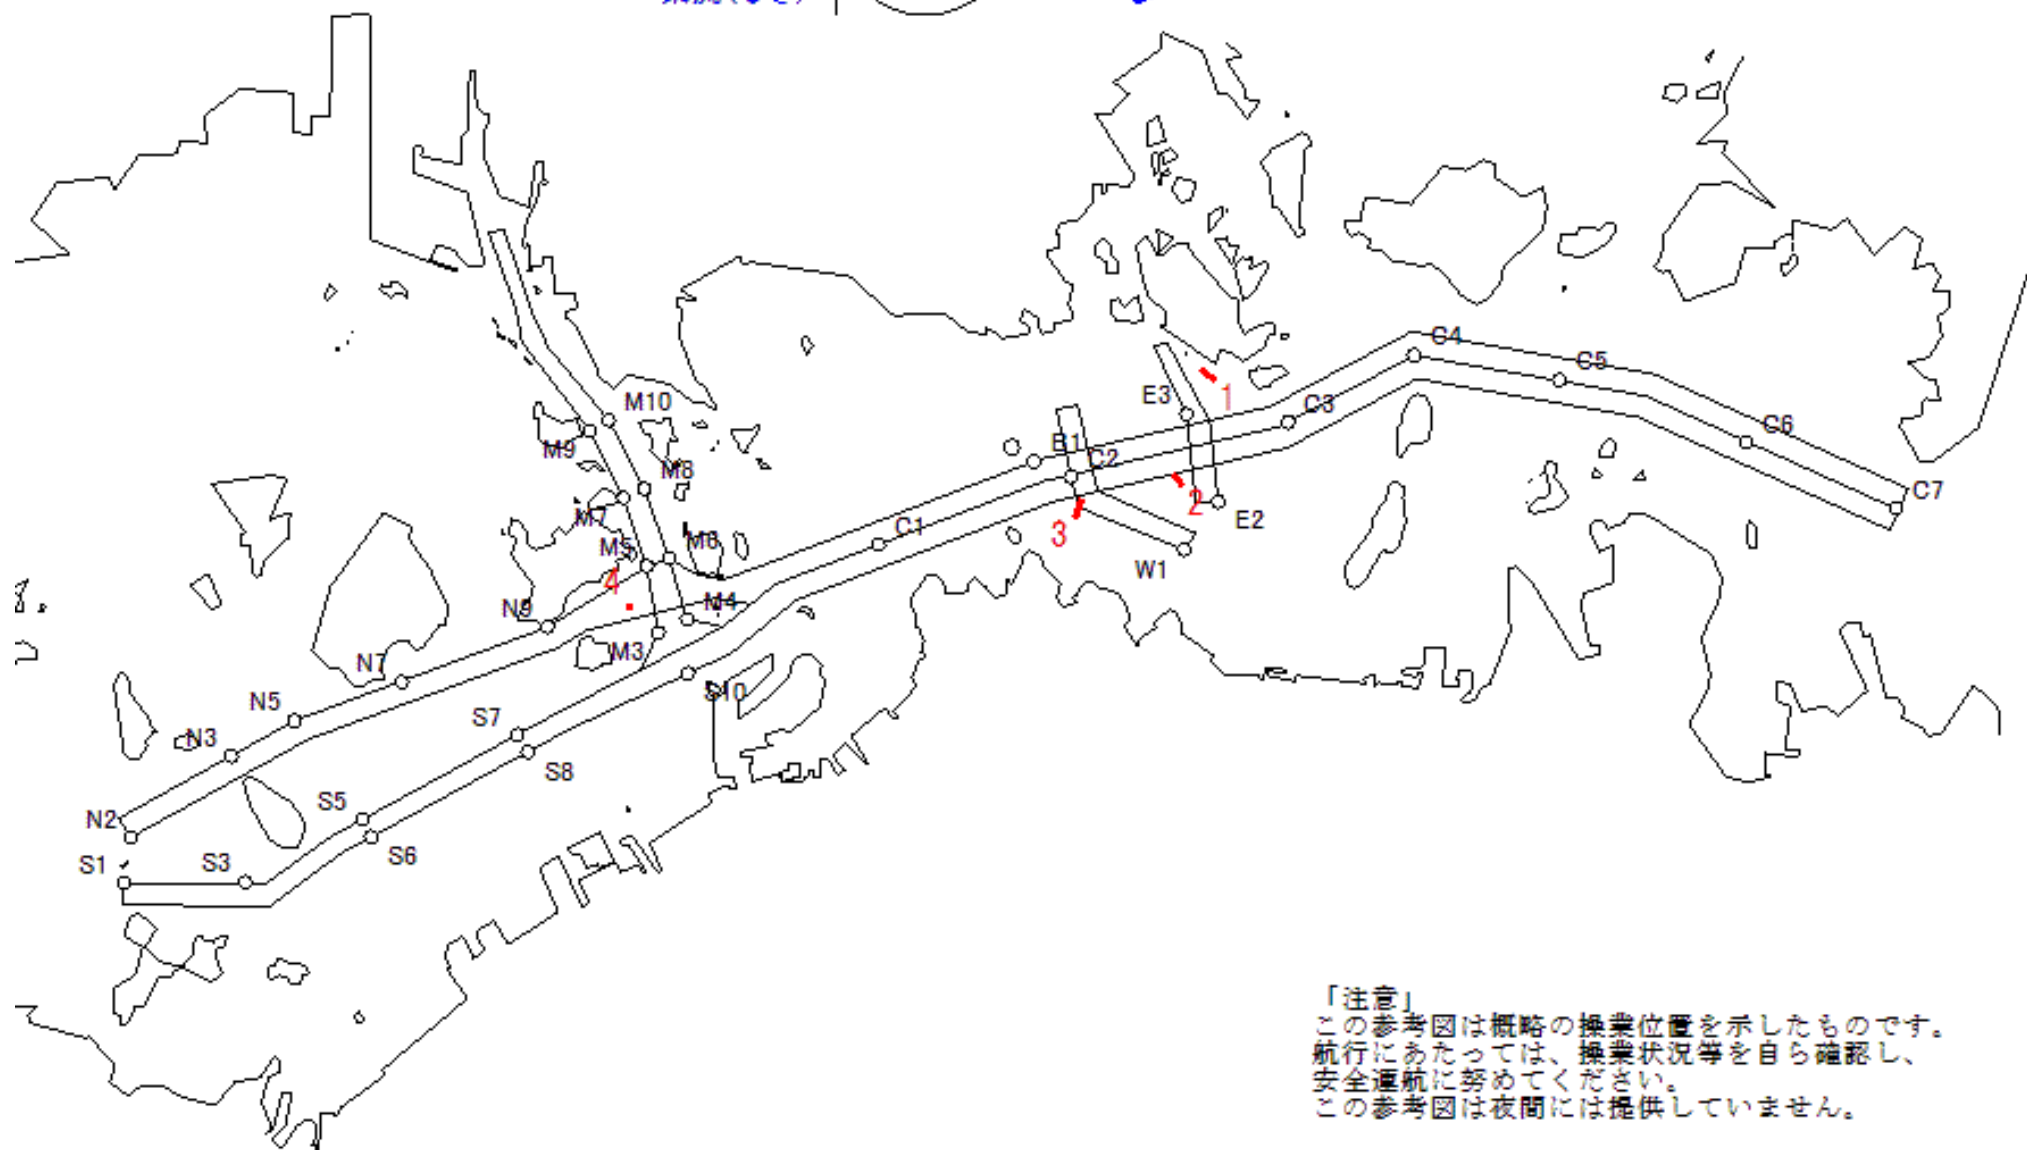 C4
C5
M10
E3
1
C3
C6
M9
M8
B1
C2
C7
M7
2
E2
3
C1
M5
M6
W1
4
N9
M4
M3
N7
S10
N5
S7
N3
S8
S5
N2
S6
S1
S3
「注意」
この参考図は概略の操業位置を示したものです。
航行にあたっては、操業状況等を自ら確認し、
安全運航に努めてください。
この参考図は夜間には提供していません。